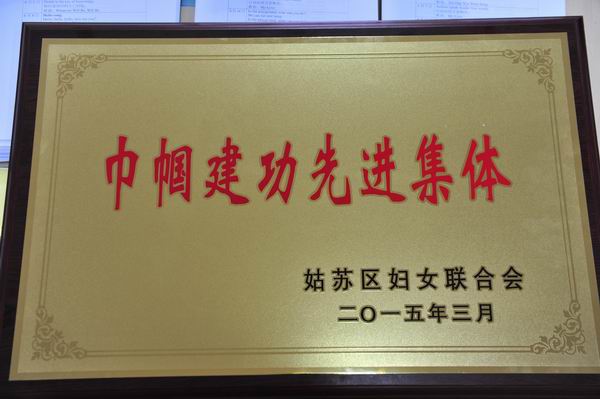 巾帼建功先进集体
姑苏区妇女联合会
二〇一五年三月